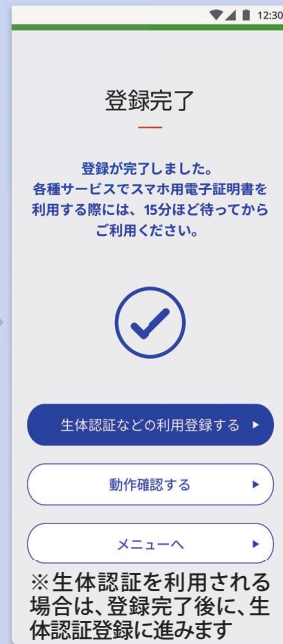 12:30
登録完了
登録が完了しました。
各種サービスでスマホ用電子証明書を
利用する際には、15分ほど待ってから
ご利用ください。
生体認証などの利用登録する
動作確認する
メニューへ
※生体認証を利用される
場合は、登録完了後に、生
体認証登録に進みます